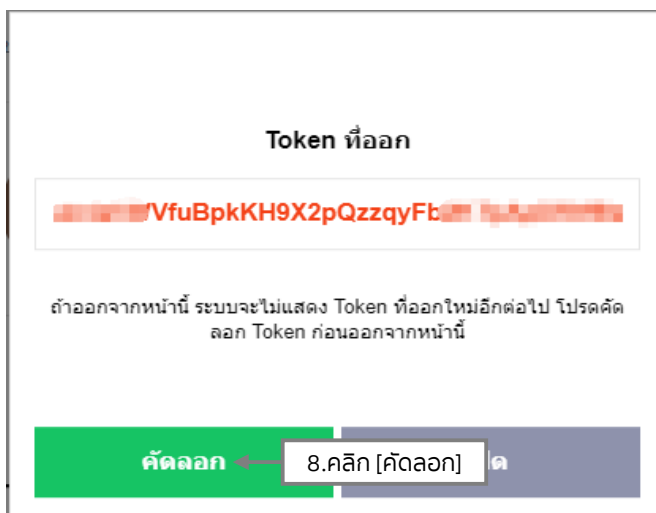 Token ที่ออก
VfuBpkKH9X2pQzzqyFb
ถ้าออกจากหน้านี้ ระบบจะไม่แสดง Token ที่ออกใหม่อีกต่อไป โปรดคัด
ลอก Token ก่อนออกจากหน้านี้
คัดลอก
8.คลิก [คัดลอก]